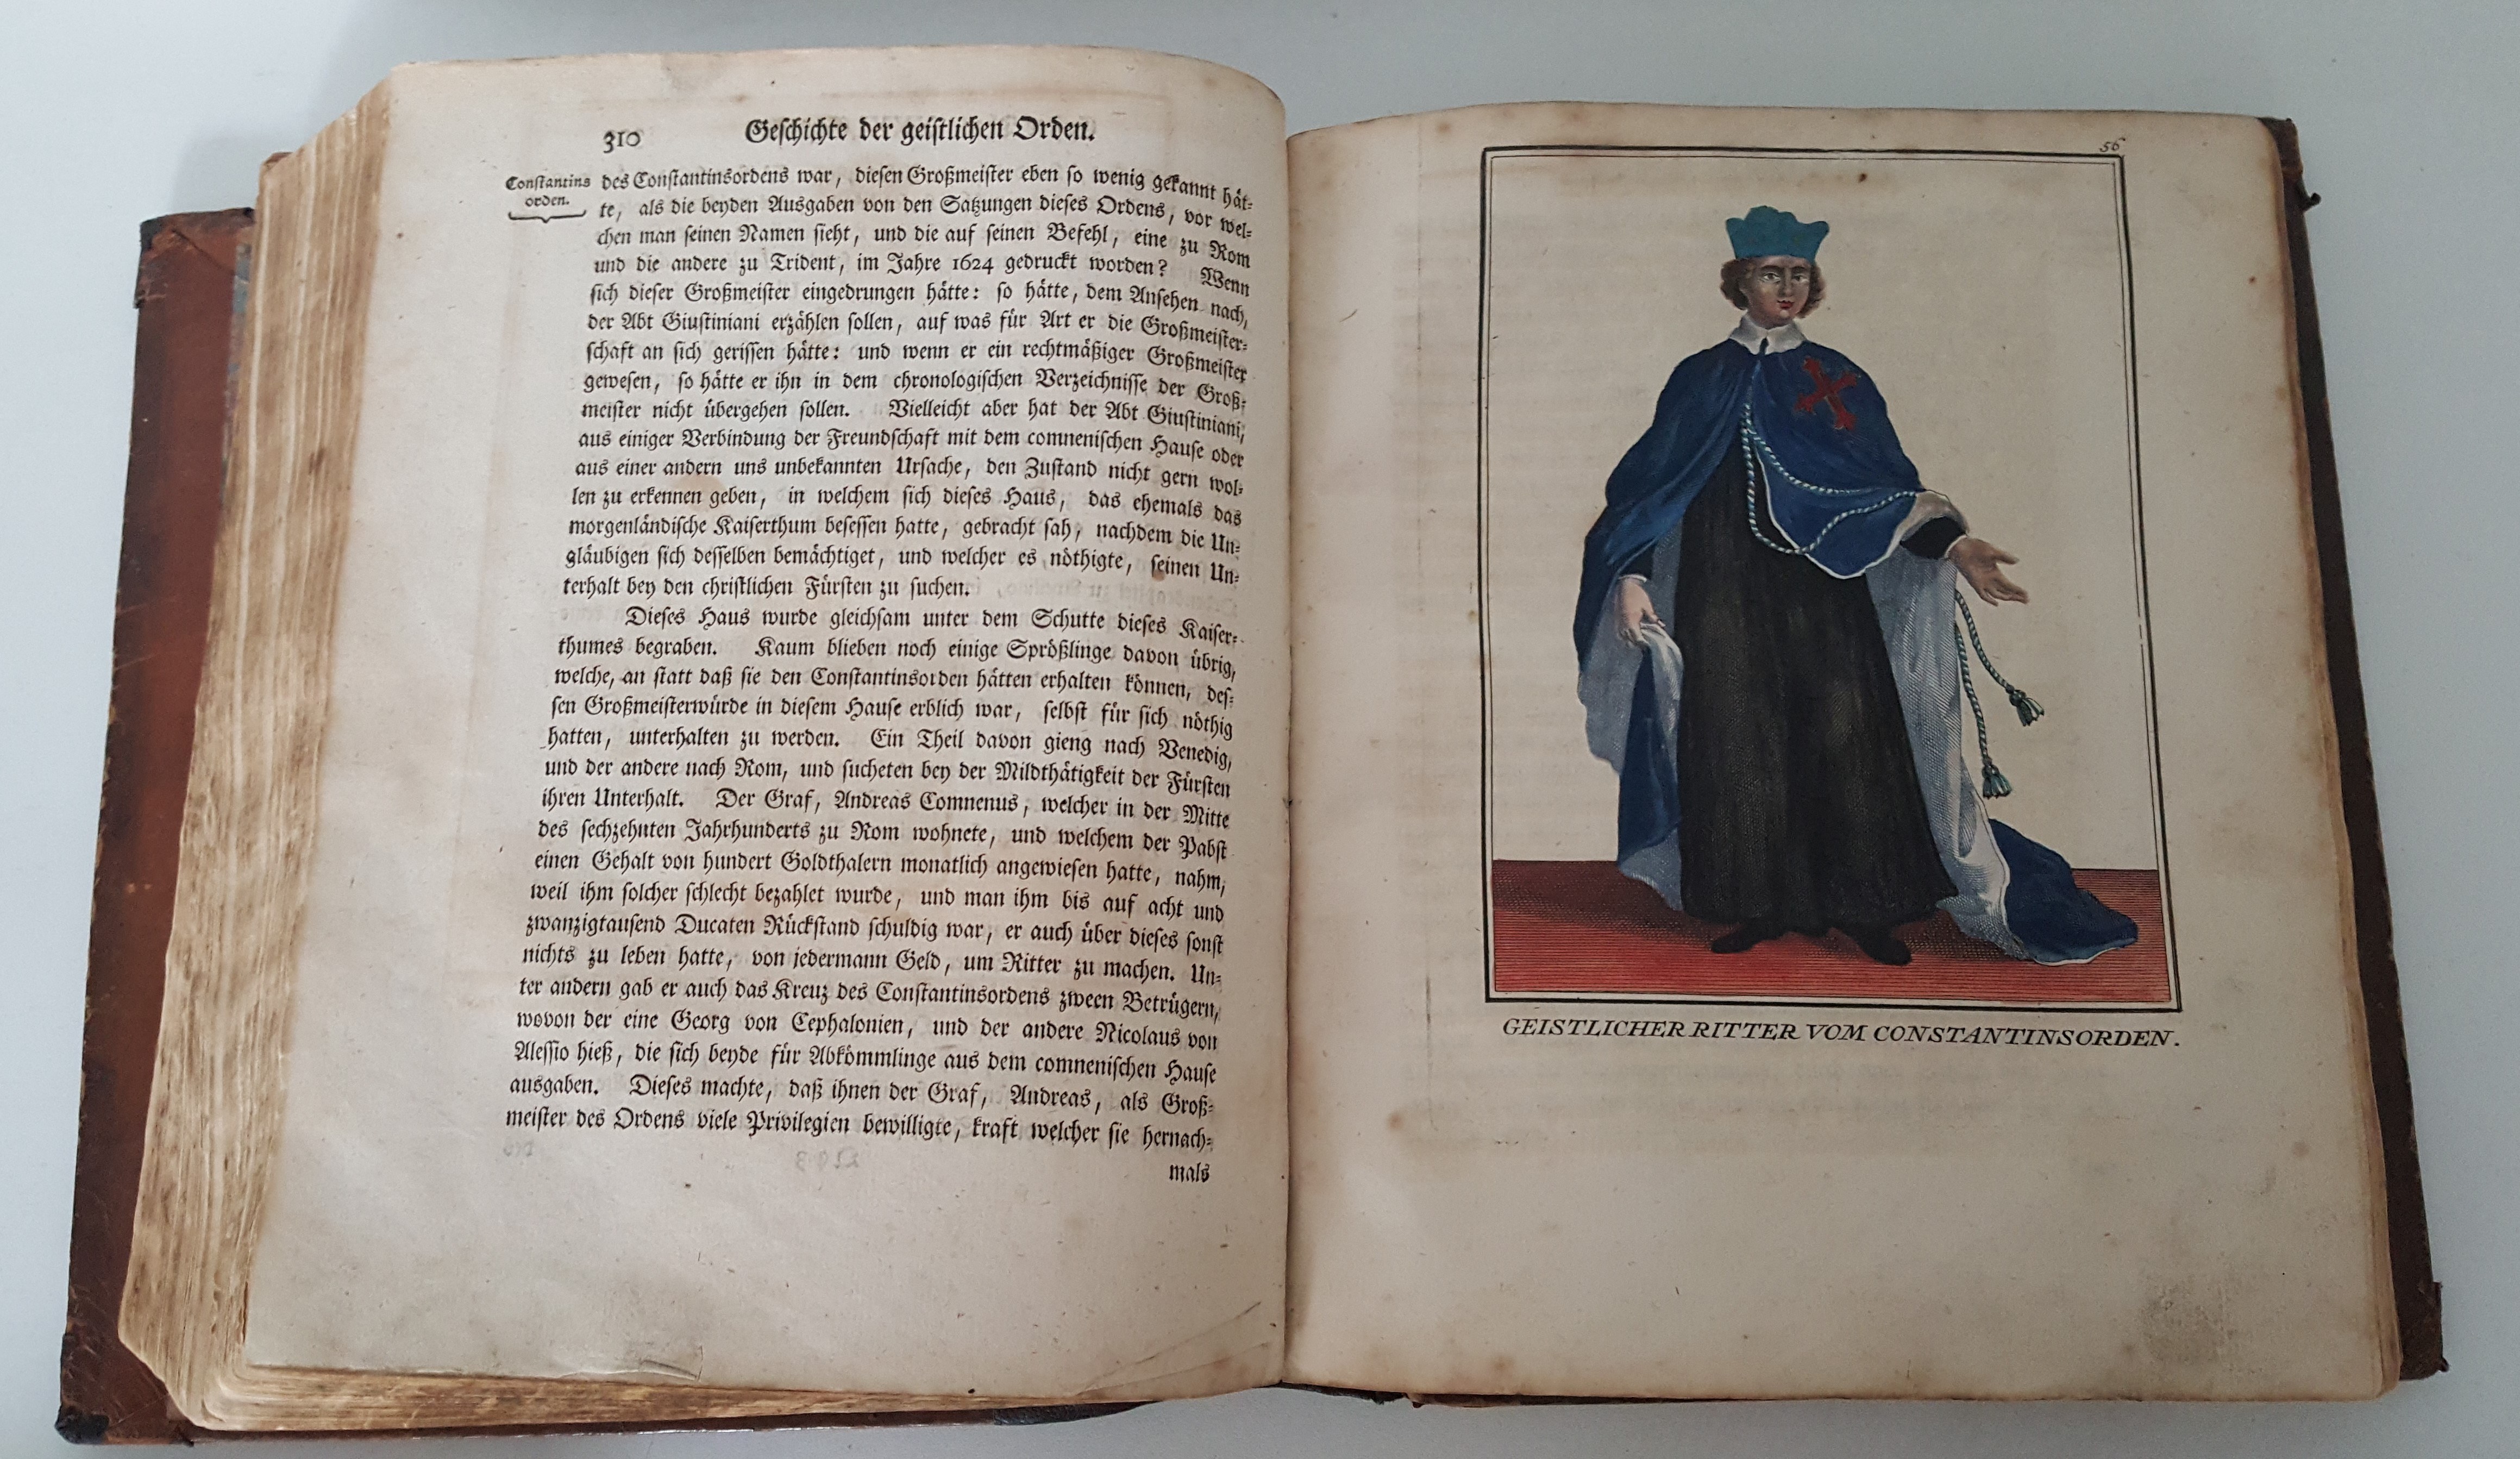 310
Geschichte der geistlichen Orden.
Constantins
orden.
des Constantinsordens war, diesen Großmeister eben so wenig gekannt hät-
te, als die beyden Ausgaben von den Satzungen dieses Ordens, vor wel-
chen man seinen Namen sieht, und die auf seinen Befehl, eine zu Rom
und die andere zu Trident, im Jahre 1624 gedruckt worden? Wenn
sich dieser Großmeister eingedrungen hätte: so hätte, dem Ansehen nach,
der Abt Giustiniani erzählen sollen, auf was für Art er die Großmeister-
schaft an sich gerissen hätte: und wenn er ein rechtmäßiger Großmeister
gewesen, so hätte er ihn in dem chronologischen Verzeichnisse der Groß-
meister nicht übergehen sollen. Vielleicht aber hat der Abt Giustiniani,
aus einiger Verbindung der Freundschaft mit dem comnenischen Hause oder
aus einer andern uns unbekannten Ursache, den Zustand nicht gern wol-
len zu erkennen geben, in welchem sich dieses Haus, das ehemals das
morgenländische Kaiserthum besessen hatte, gebracht sah, nachdem die Un-
gläubigen sich desselben bemächtiget, und welcher es nöthigte, seinen Un-
terhalt bey den christlichen Fürsten zu suchen.
Dieses Haus wurde gleichsam unter dem Schutte dieses Kaiser-
thumes begraben. Kaum blieben noch einige Sprößlinge davon übrig,
welche, an statt daß sie den Constantinsorden hätten erhalten können, des-
sen Großmeisterwürde in diesem Hause erblich war, selbst für sich nöthig
hatten, unterhalten zu werden. Ein Theil davon gieng nach Venedig,
und der andere nach Rom, und sucheten bey der Mildthätigkeit der Fürsten
ihren Unterhalt. Der Graf, Andreas Comnenus, welcher in der Mitte
des sechzehnten Jahrhunderts zu Rom wohnete, und welchem der Pabst
einen Gehalt von hundert Goldthalern monatlich angewiesen hatte, nahm,
weil ihm solcher schlecht bezahlet wurde, und man ihm bis auf acht und
zwanzigtausend Ducaten Rückstand schuldig war, er auch über dieses sonst
nichts zu leben hatte, von jedermann Geld, um Ritter zu machen. Un-
ter andern gab er auch das Kreuz des Constantinsordens zween Betrügern,
wovon der eine Georg von Cephalonien, und der andere Nicolaus von
Alessio hieß, die sich beyde für Abkömmlinge aus dem comnenischen Hause
ausgaben. Dieses machte, daß ihnen der Graf, Andreas, als Groß-
meister des Ordens viele Privilegien bewilligte, kraft welcher sie hernach-
mals
56
GEISTLICHER RITTER VOM CONSTANTINSORDEN.